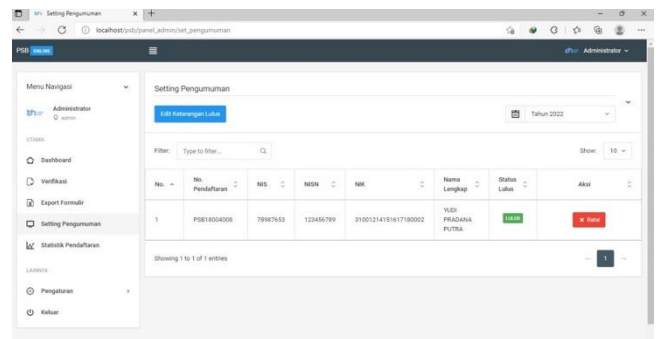 Setting Pengumuman
localhost/psb/panel_admin/set_pengumuman
PSB ONLINE
Administrator
Menu Navigasi
Administrator
admin
UTAMA
Dashboard
Verifikasi
Export Formulir
Setting Pengumuman
Statistik Pendaftaran
LAINNYA
Pengaturan
Keluar
Setting Pengumuman
Edit Keterangan Lulus
Tahun 2022
Filter: Type to filter...
Show: 10
No. No. Pendaftaran NIS NISN NIK Nama Lengkap Status Lulus Aksi
1 PSB18004008 78987653 123456789 31001214151617180002 YUDI PRADANA PUTRA LULUS Batal
Showing 1 to 1 of 1 entries
1